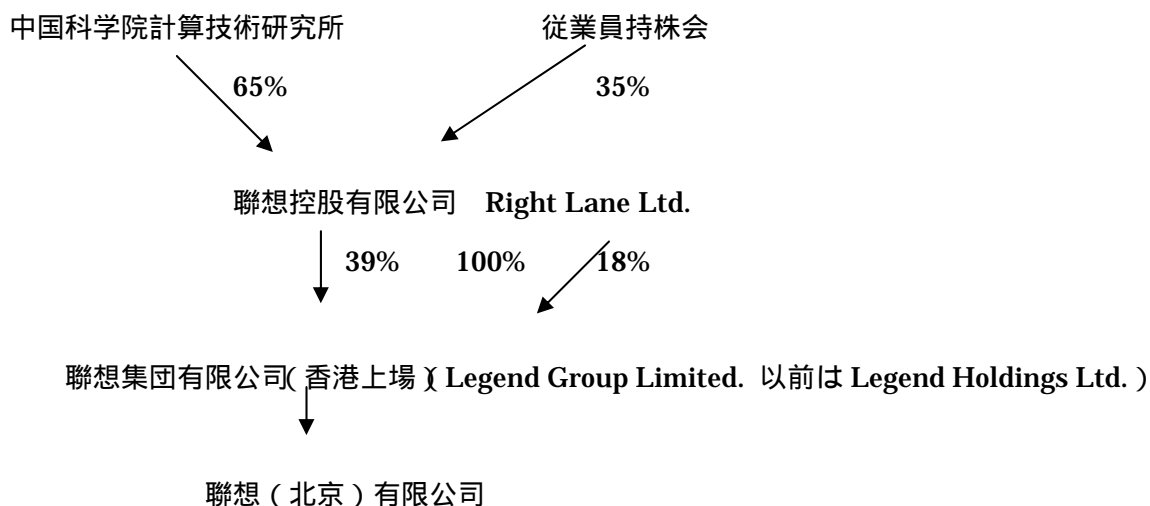 中国科学院計算技術研究所 従業員持株会
65% 35%
聯想控股有限公司 Right Lane Ltd.
39% 100% 18%
聯想集団有限公司(香港上場)(Legend Group Limited. 以前は Legend Holdings Ltd.)
聯想(北京)有限公司